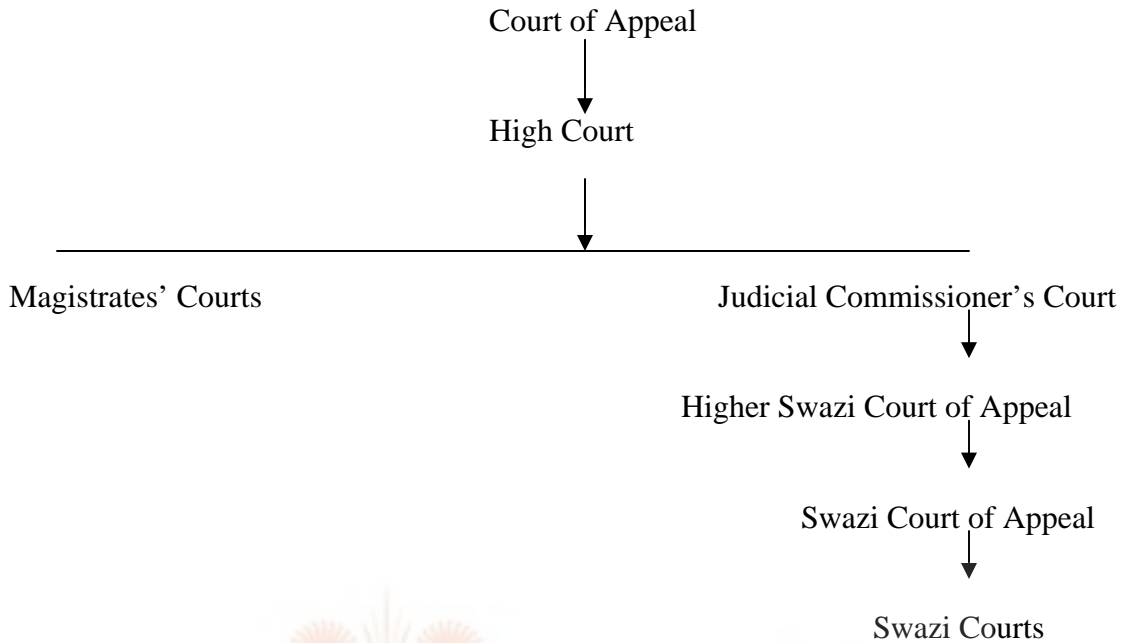 Court of Appeal
High Court
Magistrates’ Courts
Judicial Commissioner’s Court
Higher Swazi Court of Appeal
Swazi Court of Appeal
Swazi Courts